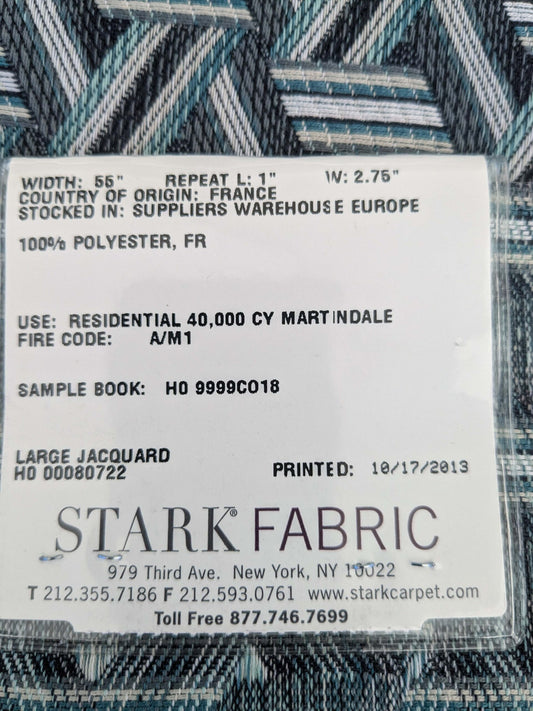 WIDTH: 55" REPEAT L: 1" W: 2.75"
COUNTRY OF ORIGIN: FRANCE
STOCKED IN: SUPPLIERS WAREHOUSE EUROPE
100% POLYESTER, FR
USE: RESIDENTIAL 40,000 CY MARTINDALE
FIRE CODE: A/M1
SAMPLE BOOK: H0 9999C018
LARGE JACQUARD
H0 00080722 PRINTED: 10/17/2013
STARK® FABRIC
979 Third Ave. New York, NY 10022
T 212.355.7186 F 212.593.0761 www.starkcarpet.com
Toll Free 877.746.7699